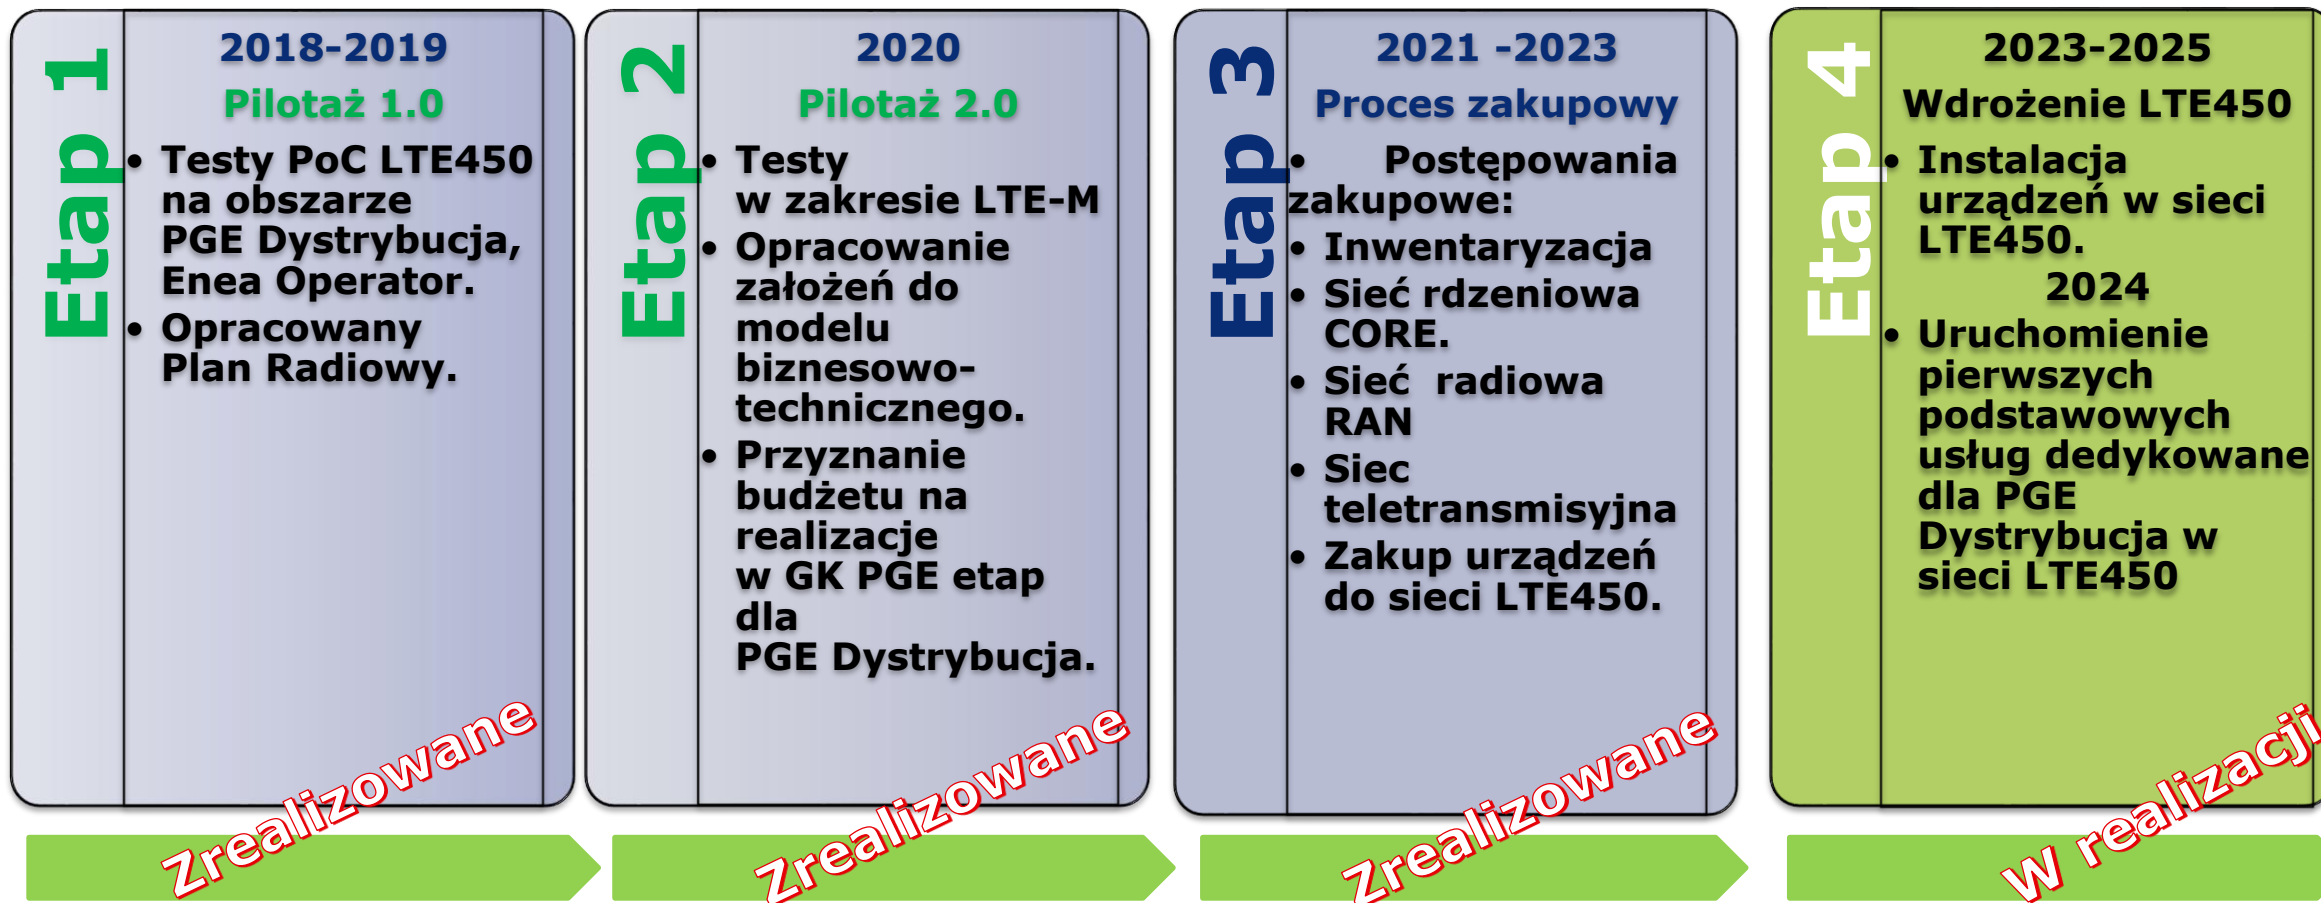 Etap 1
2018-2019
Pilotaż 1.0
• Testy PoC LTE450
na obszarze
PGE Dystrybucja,
Enea Operator.
• Opracowany
Plan Radiowy.
Zrealizowane
Etap 2
2020
Pilotaż 2.0
• Testy
w zakresie LTE-M
• Opracowanie
założeń do
modelu
biznesowo-
technicznego.
• Przyznanie
budżetu na
realizacje
w GK PGE etap
dla
PGE Dystrybucja.
Zrealizowane
Etap 3
2021 -2023
Proces zakupowy
• Postępowania
zakupowe:
• Inwentaryzacja
• Sieć rdzeniowa
CORE.
• Sieć radiowa
RAN
• Siec
teletransmisyjna
• Zakup urządzeń
do sieci LTE450.
Zrealizowane
Etap 4
2023-2025
Wdrożenie LTE450
• Instalacja
urządzeń w sieci
LTE450.
2024
• Uruchomienie
pierwszych
podstawowych
usług dedykowane
dla PGE
Dystrybucja w
sieci LTE450
W realizacji